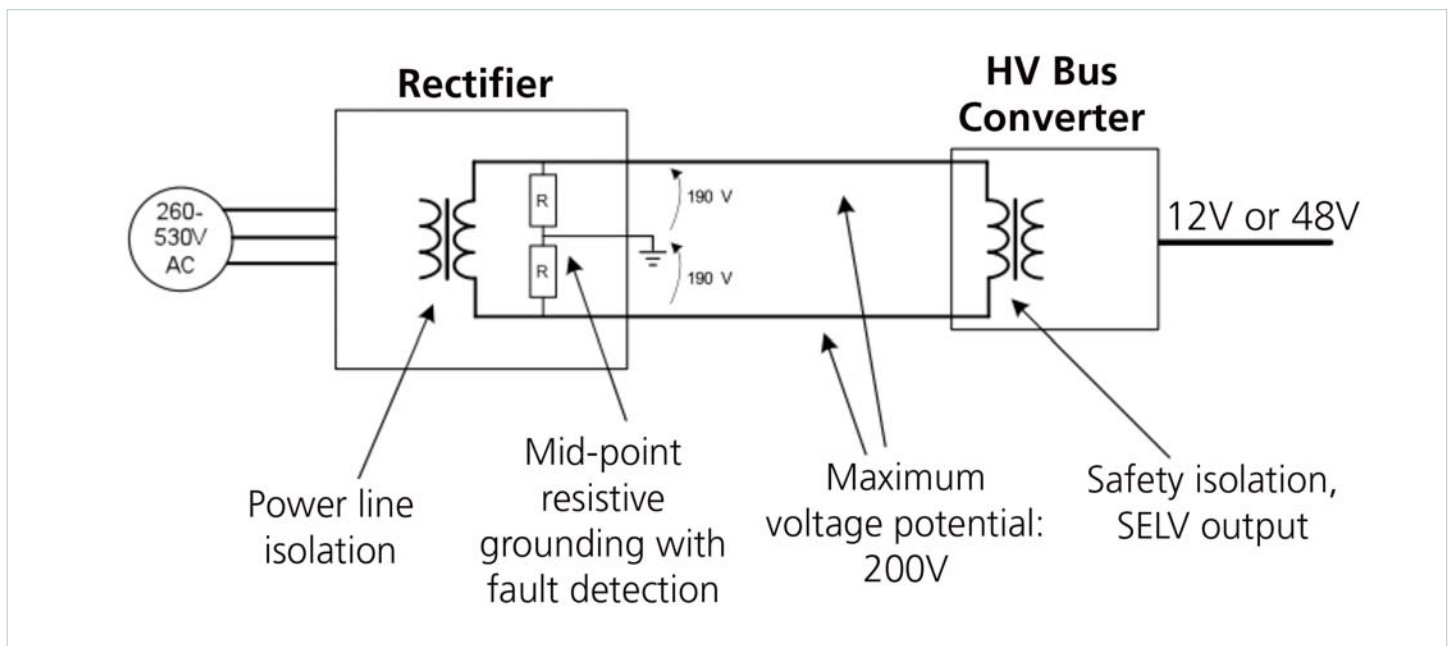 Rectifier
HV Bus
Converter
260-
530V
AC
R
190 V
R
190 V
12V or 48V
Power line
isolation
Mid-point
resistive
grounding with
fault detection
Maximum
voltage potential:
200V
Safety isolation,
SELV output